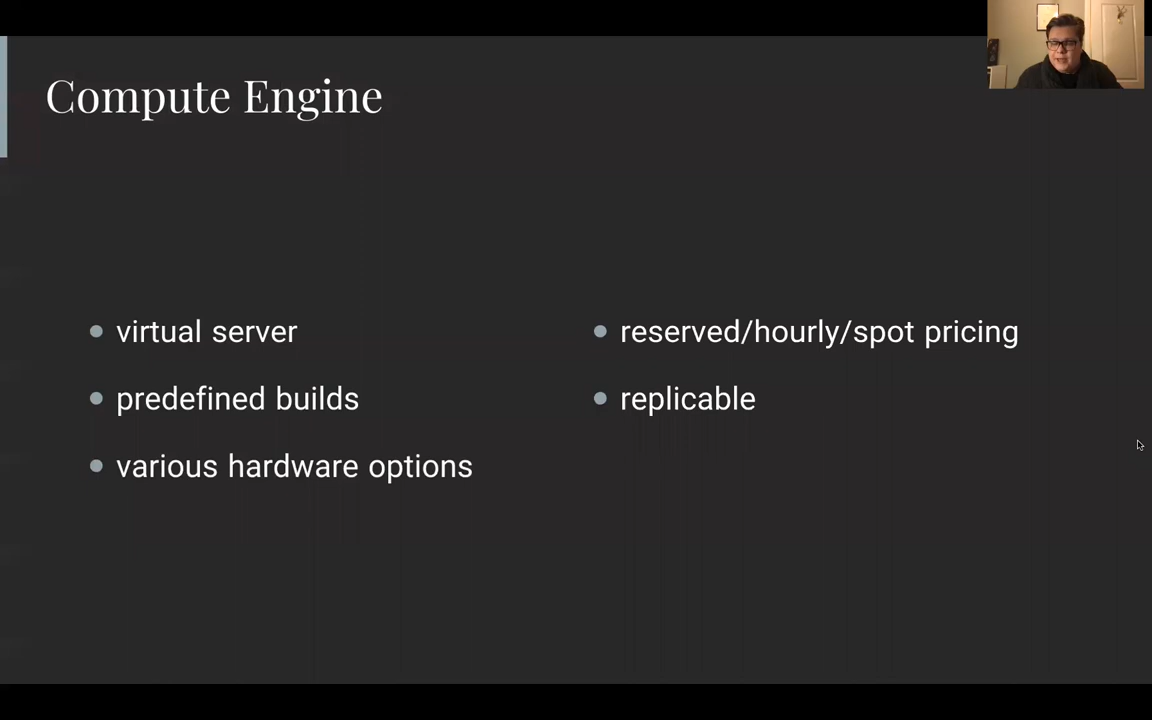 Compute Engine
virtual server
predefined builds
various hardware options
reserved/hourly/spot pricing
replicable